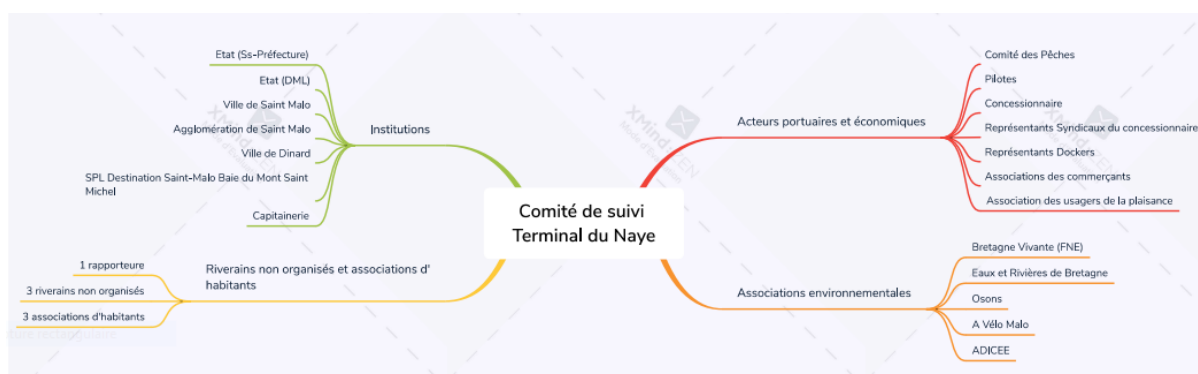 Comité de suivi
Terminal du Naye
Institutions
Etat (Ss-Préfecture)
Etat (DML)
Ville de Saint Malo
Agglomération de Saint Malo
Ville de Dinard
SPL Destination Saint-Malo Baie du Mont Saint
Michel
Capitainerie
Riverains non organisés et associations d'
habitants
1 rapporteure
3 riverains non organisés
3 associations d'habitants
Acteurs portuaires et économiques
Comité des Pêches
Pilotes
Concessionnaire
Représentants Syndicaux du concessionnaire
Représentants Dockers
Associations des commerçants
Association des usagers de la plaisance
Associations environnementales
Bretagne Vivante (FNE)
Eaux et Rivières de Bretagne
Osons
A Vélo Malo
ADICEE
XMind
XMind